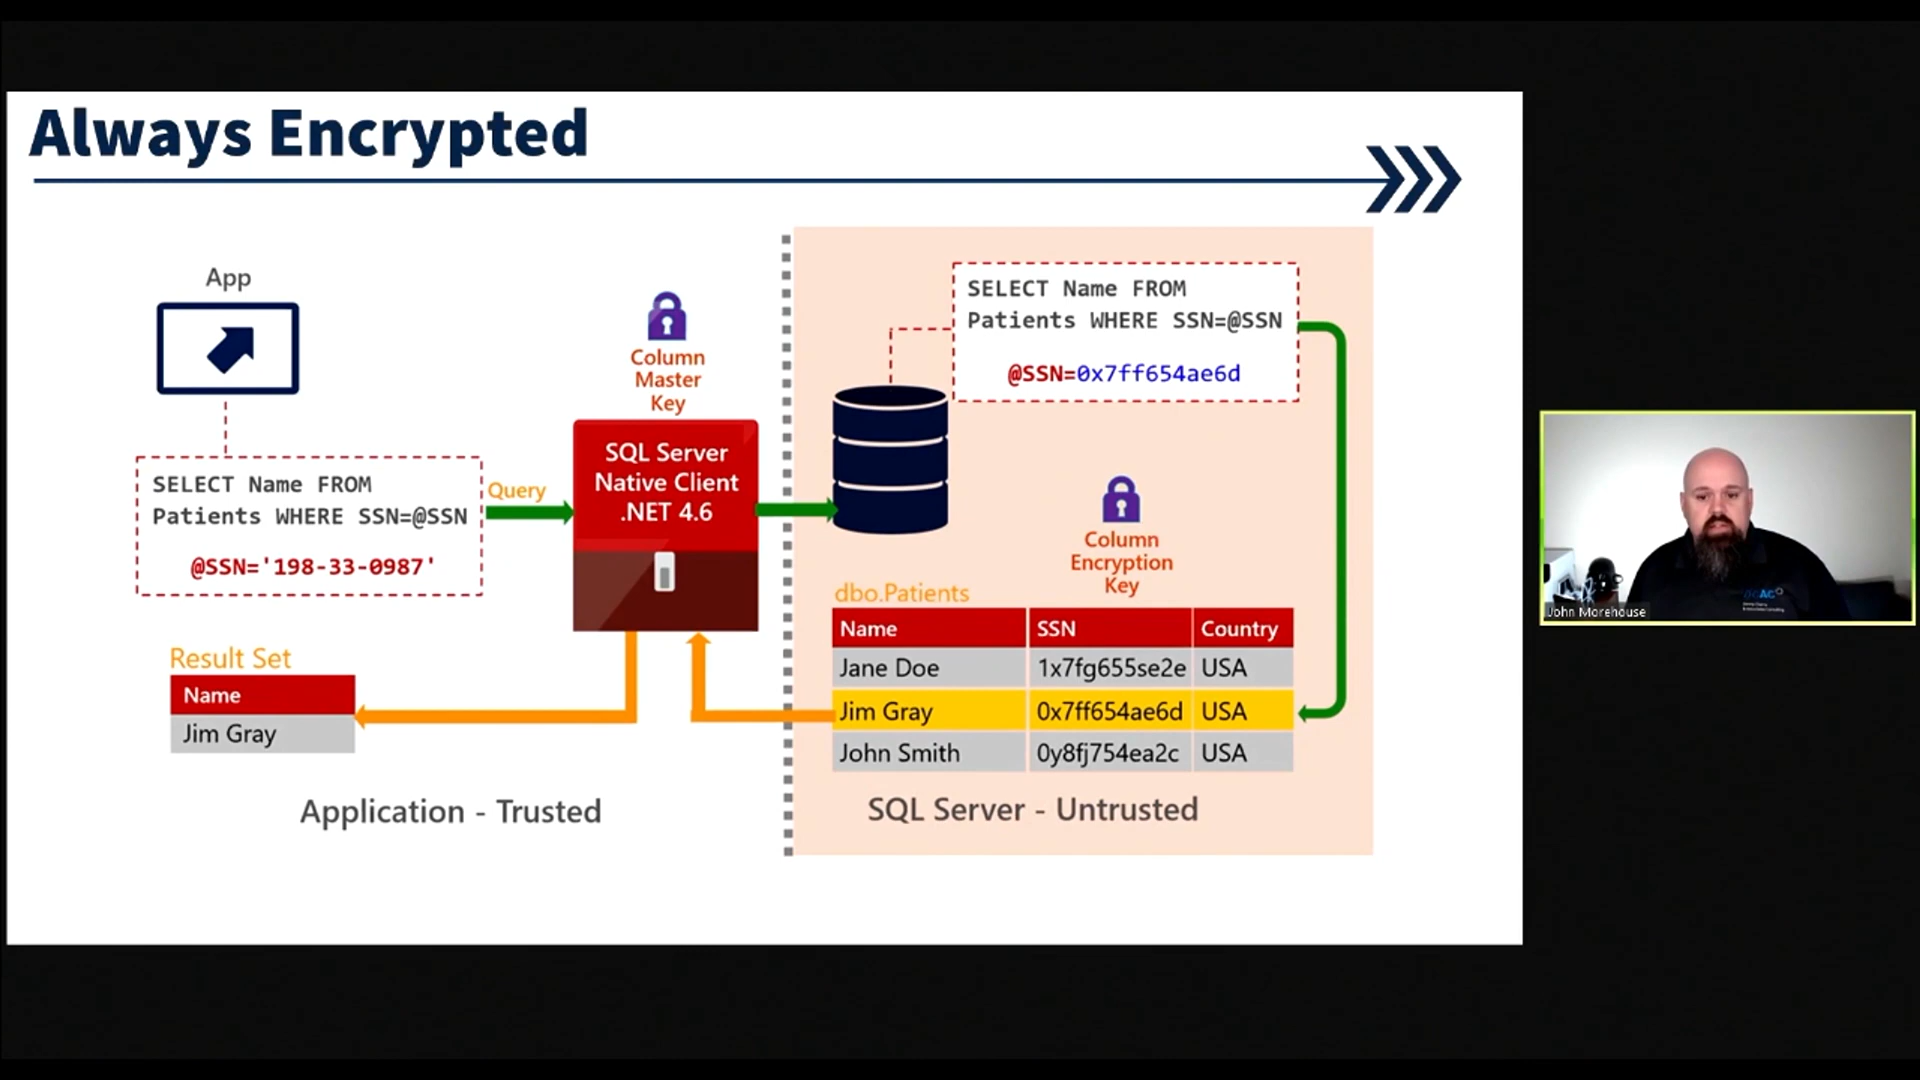 Always Encrypted
App
SELECT Name FROM
Patients WHERE SSN=@SSN
@SSN='198-33-0987'
Query
Column
Master
Key
SQL Server
Native Client
.NET 4.6
SELECT Name FROM
Patients WHERE SSN=@SSN
@SSN=0x7ff654ae6d
Column
Encryption
Key
dbo.Patients
Name SSN Country
Jane Doe 1x7fg655se2e USA
Jim Gray 0x7ff654ae6d USA
John Smith 0y8fj754ea2c USA
Result Set
Name
Jim Gray
Application - Trusted
SQL Server - Untrusted
John Morehouse